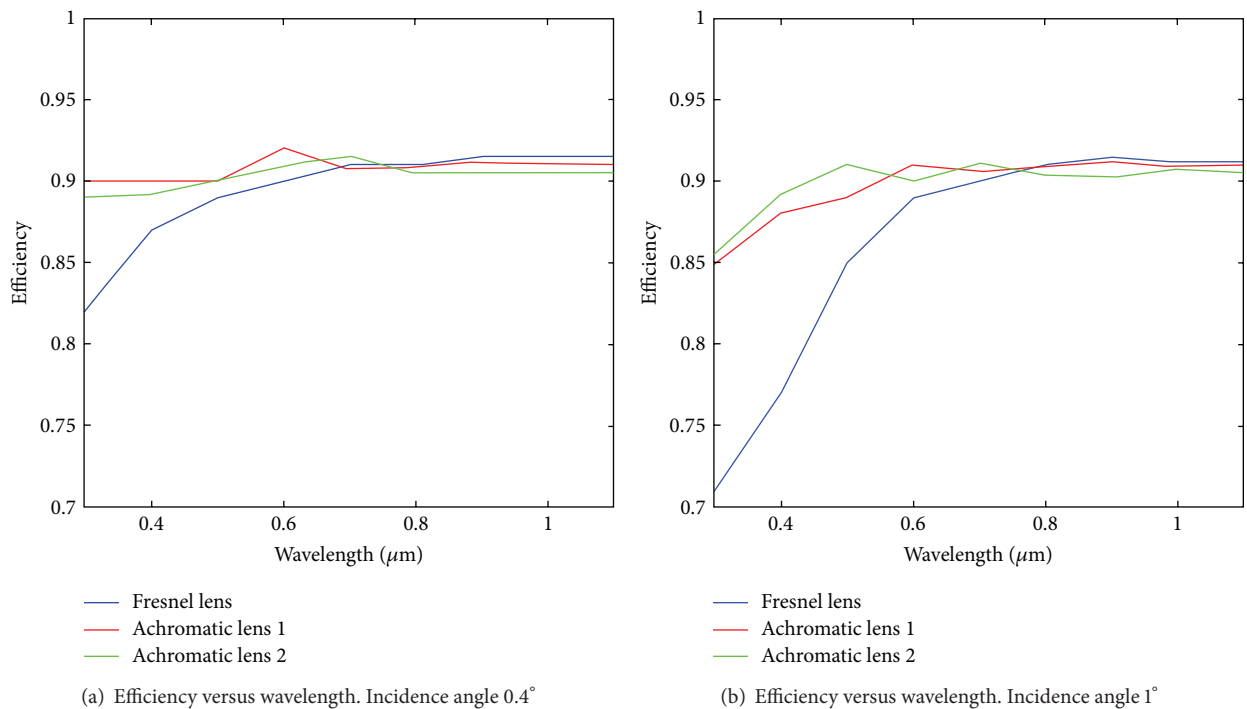 1
0.95
0.9
0.85
0.8
0.75
0.7
Efficiency
0.4
0.6
0.8
1
Wavelength (μm)
Fresnel lens
Achromatic lens 1
Achromatic lens 2
(a) Efficiency versus wavelength. Incidence angle 0.4°
1
0.95
0.9
0.85
0.8
0.75
0.7
Efficiency
0.4
0.6
0.8
1
Wavelength (μm)
Fresnel lens
Achromatic lens 1
Achromatic lens 2
(b) Efficiency versus wavelength. Incidence angle 1°